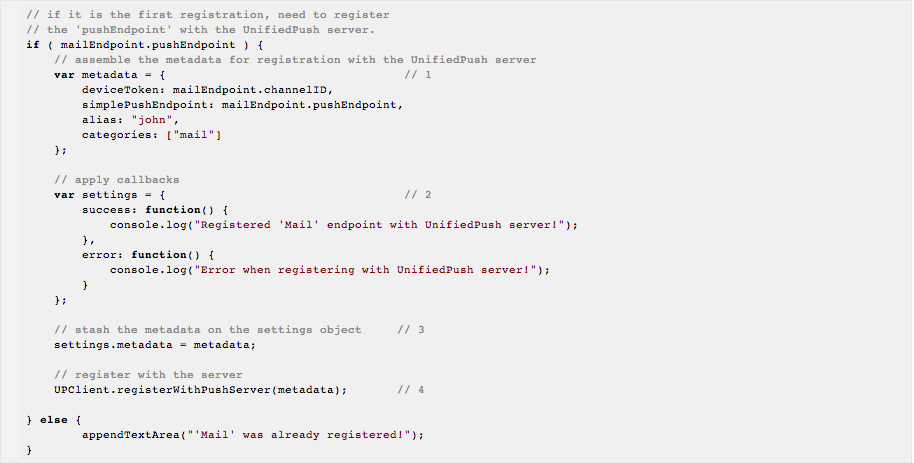 // if it is the first registration, need to register
// the 'pushEndpoint' with the UnifiedPush server.
if ( mailEndpoint.pushEndpoint ) {
    // assemble the metadata for registration with the UnifiedPush server
    var metadata = {                                  // 1
        deviceToken: mailEndpoint.channelID,
        simplePushEndpoint: mailEndpoint.pushEndpoint,
        alias: "john",
        categories: ["mail"]
    };

    // apply callbacks
    var settings = {                                  // 2
        success: function() {
            console.log("Registered 'Mail' endpoint with UnifiedPush server!");
        },
        error: function() {
            console.log("Error when registering with UnifiedPush server!");
        }
    };

    // stash the metadata on the settings object     // 3
    settings.metadata = metadata;

    // register with the server
    UPClient.registerWithPushServer(metadata);       // 4

} else {
        appendTextArea("'Mail' was already registered!");
}